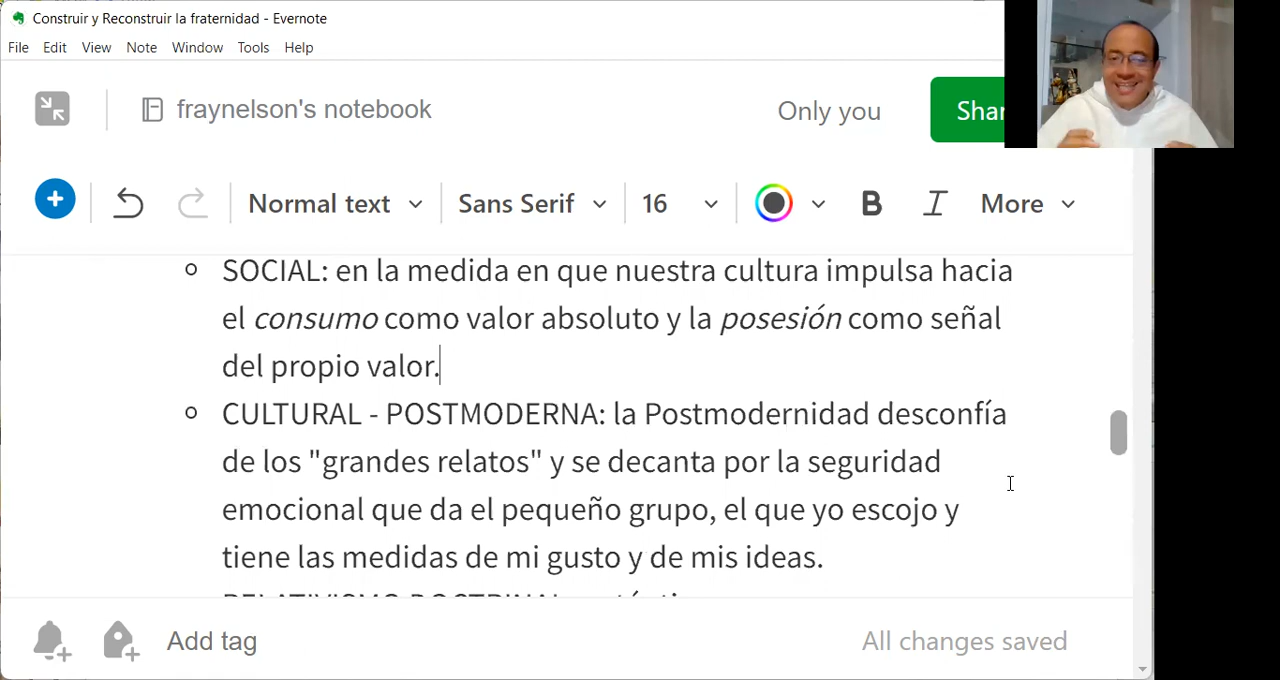 Construir y Reconstruir la fraternidad - Evernote
File Edit View Note Window Tools Help
fraynelson's notebook
Only you
Normal text Sans Serif 16 B I More
SOCIAL: en la medida en que nuestra cultura impulsa hacia
el consumo como valor absoluto y la posesión como señal
del propio valor.
CULTURAL - POSTMODERNA: la Postmodernidad desconfía
de los "grandes relatos" y se decanta por la seguridad
emocional que da el pequeño grupo, el que yo escojo y
tiene las medidas de mi gusto y de mis ideas.
Add tag
All changes saved